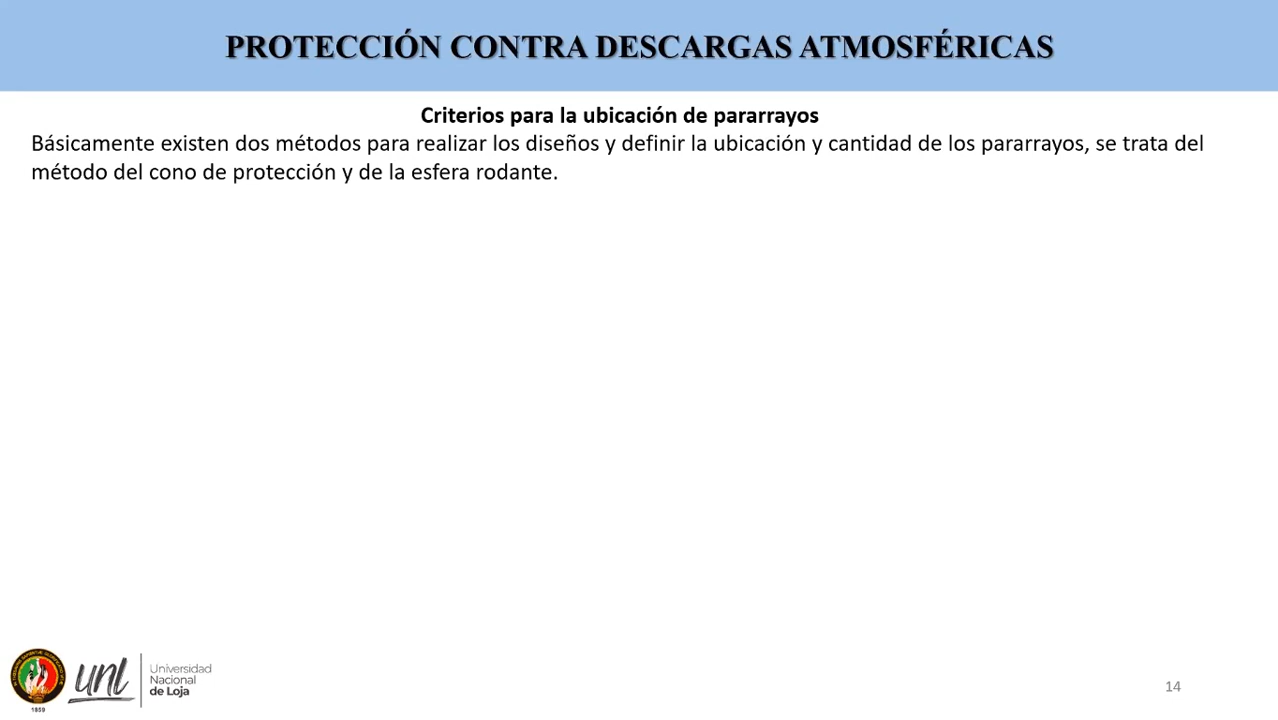 PROTECCIÓN CONTRA DESCARGAS ATMOSFÉRICAS
Criterios para la ubicación de pararrayos
Básicamente existen dos métodos para realizar los diseños y definir la ubicación y cantidad de los pararrayos, se trata del
método del cono de protección y de la esfera rodante.
unl
Universidad
Nacional
de Loja
1859
14